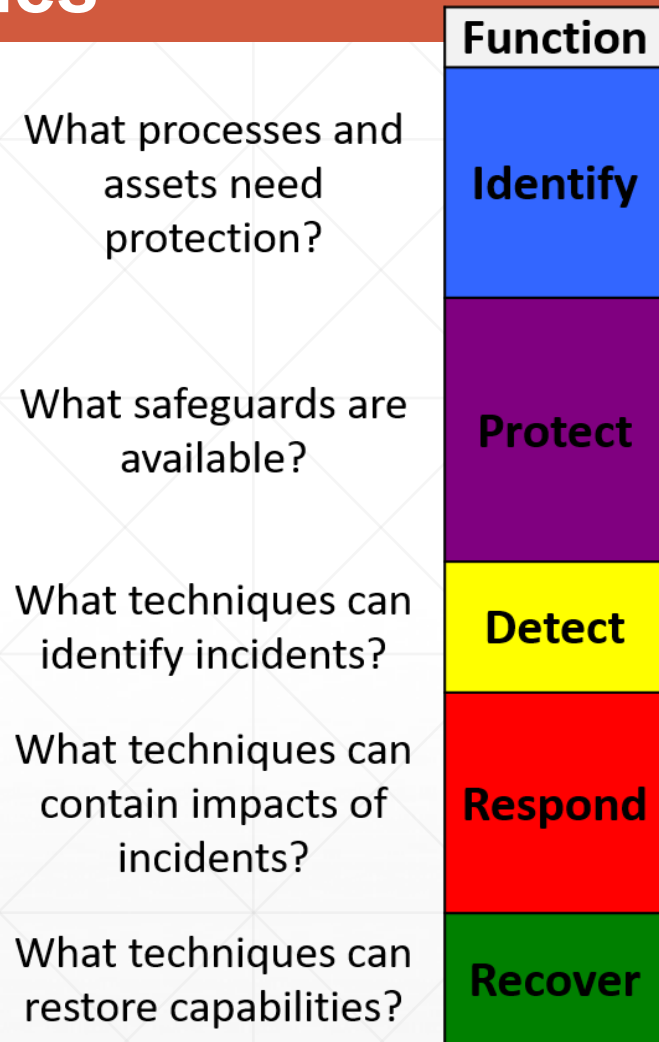 Function
What processes and
assets need
protection?
Identify
What safeguards are
available?
Protect
What techniques can
identify incidents?
Detect
What techniques can
contain impacts of
incidents?
Respond
What techniques can
restore capabilities?
Recover